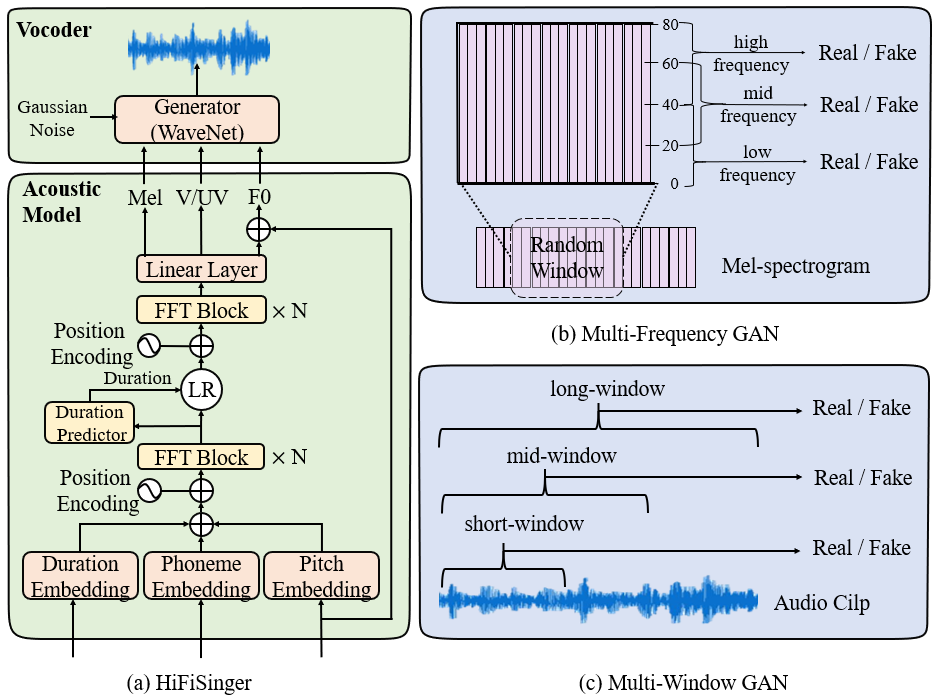 Vocoder
Gaussian
Noise
Generator
(WaveNet)
Acoustic
Model
Mel
V/UV
F0
Linear Layer
FFT Block
× N
Position
Encoding
Duration
LR
Duration
Predictor
FFT Block
× N
Position
Encoding
Duration
Embedding
Phoneme
Embedding
Pitch
Embedding
(a) HiFiSinger
80
60
40
20
0
high
frequency
mid
frequency
low
frequency
Real / Fake
Real / Fake
Real / Fake
Random
Window
Mel-spectrogram
(b) Multi-Frequency GAN
long-window
Real / Fake
mid-window
Real / Fake
short-window
Real / Fake
Audio Cilp
(c) Multi-Window GAN